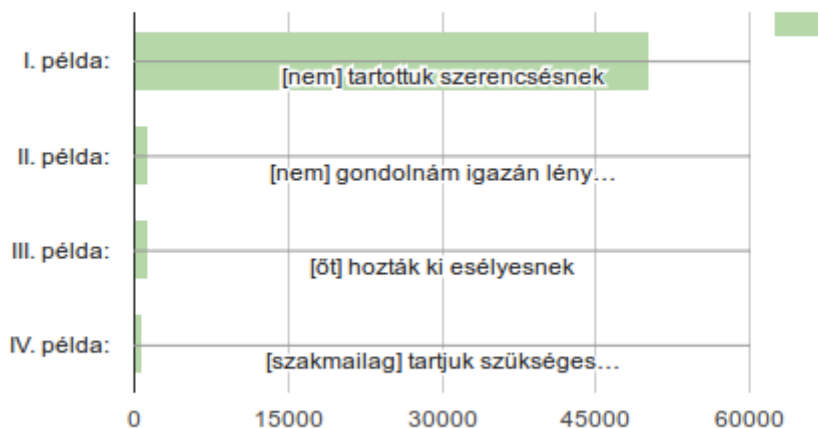 I. példa:
[nem] tartottuk szerencsésnek
II. példa:
[nem] gondolnám igazán lény…
III. példa:
[őt] hozták ki esélyesnek
IV. példa:
[szakmailag] tartjuk szükséges…
0 15000 30000 45000 60000